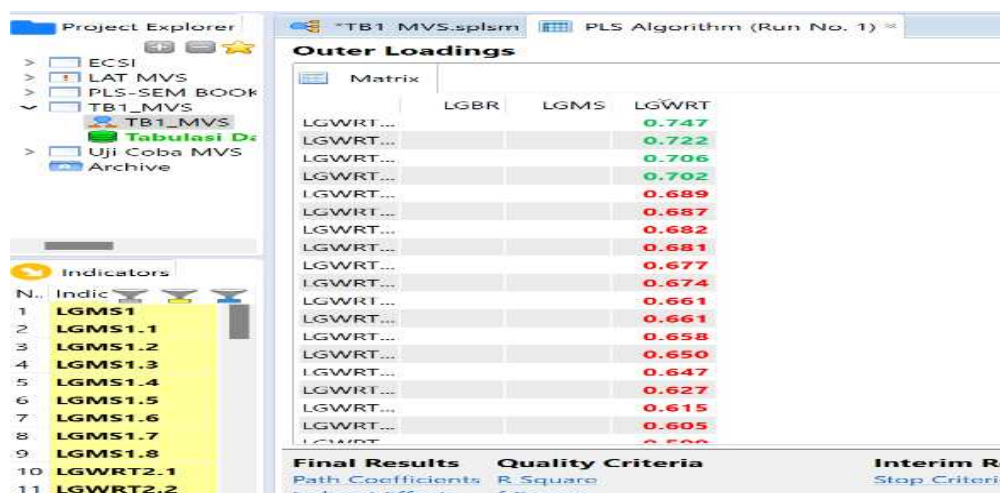 Project Explorer
ECSI
LAT MVS
PLS-SEM BOOK
TB1_MVS
TB1_MVS
Tabulasi Da
Uji Coba MVS
Archive
Indicators
N.. Indic
1 LGMS1
2 LGMS1.1
3 LGMS1.2
4 LGMS1.3
5 LGMS1.4
6 LGMS1.5
7 LGMS1.6
8 LGMS1.7
9 LGMS1.8
10 LGWRT2.1
11 LGWRT2.2
*TB1_MVS.splsm PLS Algorithm (Run No. 1)
Outer Loadings
Matrix
LGBR LGMS LGWRT
LGWRT... 0.747
LGWRT... 0.722
LGWRT... 0.706
LGWRT... 0.702
LGWRT... 0.689
LGWRT... 0.687
LGWRT... 0.682
LGWRT... 0.681
LGWRT... 0.677
LGWRT... 0.674
LGWRT... 0.661
LGWRT... 0.661
LGWRT... 0.658
LGWRT... 0.650
LGWRT... 0.647
LGWRT... 0.627
LGWRT... 0.615
LGWRT... 0.605
Final Results Quality Criteria Interim R
Path Coefficients R Square Stop Criteri